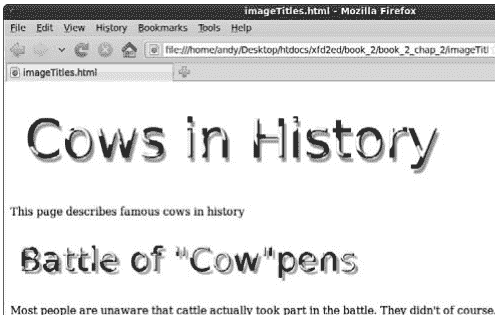 imageTitles.html - Mozilla Firefox
File Edit View History Bookmarks Tools Help
file:///home/andy/Desktop/htdocs/xfd2ed/book_2/book_2_chap_2/imageTitl
imageTitles.html
Cows in History
This page describes famous cows in history
Battle of "Cow"pens
Most people are unaware that cattle actually took part in the battle. They didn't of course.